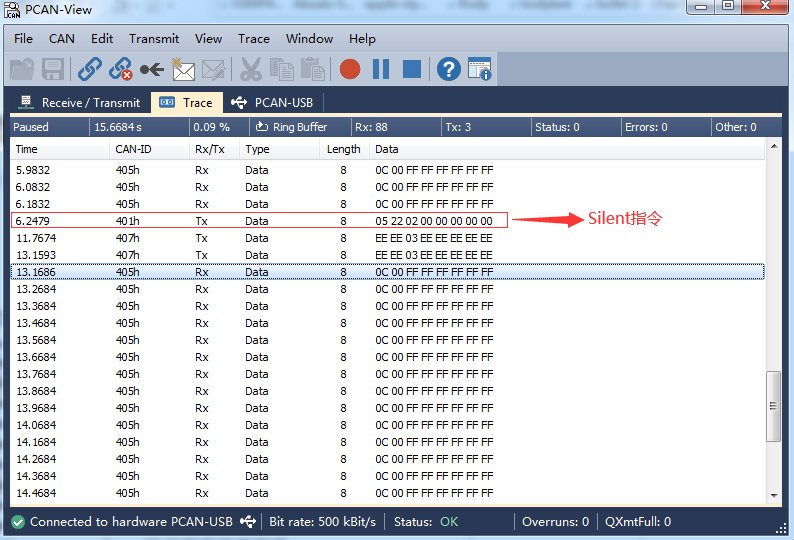 PCAN-View
File CAN Edit Transmit View Trace Window Help
Receive / Transmit Trace PCAN-USB
Paused 15.6684 s 0.09 % Ring Buffer Rx: 88 Tx: 3 Status: 0 Errors: 0 Other: 0
Time CAN-ID Rx/Tx Type Length Data
5.9832 405h Rx Data 8 0C 00 FF FF FF FF FF FF
6.0832 405h Rx Data 8 0C 00 FF FF FF FF FF FF
6.1832 405h Rx Data 8 0C 00 FF FF FF FF FF FF
6.2479 401h Tx Data 8 05 22 02 00 00 00 00 00 Silent指令
11.7674 407h Tx Data 8 EE EE 03 EE EE EE EE EE
13.1593 407h Tx Data 8 EE EE 03 EE EE EE EE EE
13.1686 405h Rx Data 8 0C 00 FF FF FF FF FF FF
13.2684 405h Rx Data 8 0C 00 FF FF FF FF FF FF
13.3684 405h Rx Data 8 0C 00 FF FF FF FF FF FF
13.4684 405h Rx Data 8 0C 00 FF FF FF FF FF FF
13.5684 405h Rx Data 8 0C 00 FF FF FF FF FF FF
13.6684 405h Rx Data 8 0C 00 FF FF FF FF FF FF
13.7684 405h Rx Data 8 0C 00 FF FF FF FF FF FF
13.8684 405h Rx Data 8 0C 00 FF FF FF FF FF FF
13.9684 405h Rx Data 8 0C 00 FF FF FF FF FF FF
14.0684 405h Rx Data 8 0C 00 FF FF FF FF FF FF
14.1684 405h Rx Data 8 0C 00 FF FF FF FF FF FF
14.2684 405h Rx Data 8 0C 00 FF FF FF FF FF FF
14.3684 405h Rx Data 8 0C 00 FF FF FF FF FF FF
14.4684 405h Rx Data 8 0C 00 FF FF FF FF FF FF
Connected to hardware PCAN-USB Bit rate: 500 kBit/s Status: OK Overruns: 0 QXmtFull: 0